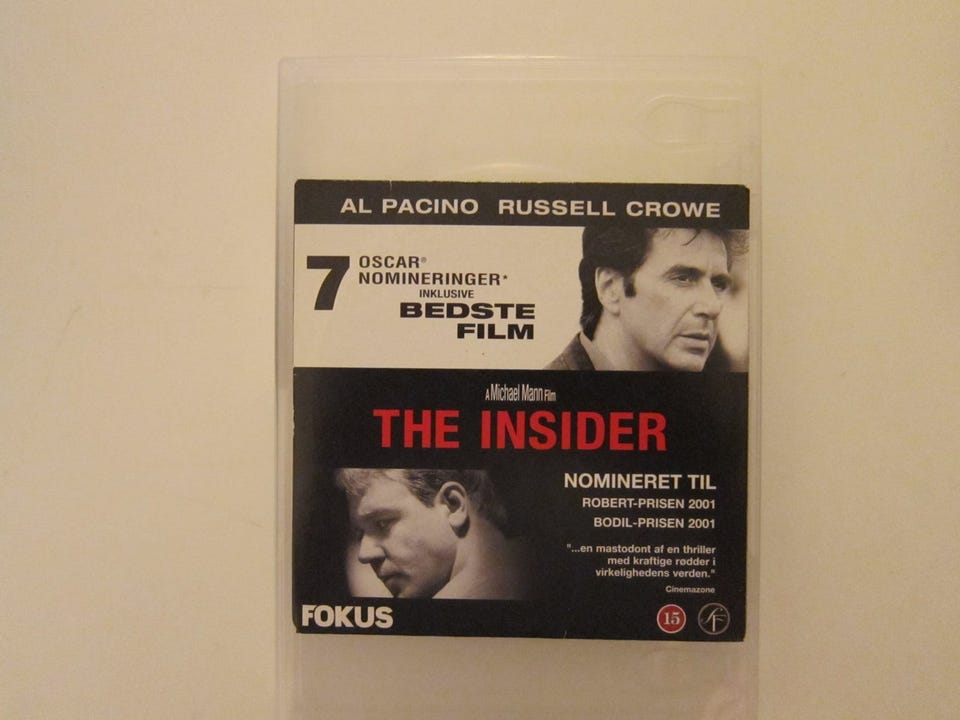 AL PACINO RUSSELL CROWE
7 OSCAR®
NOMINERINGER*
INKLUSIVE
BEDSTE
FILM
A Michael Mann Film
THE INSIDER
NOMINERET TIL
ROBERT-PRISEN 2001
BODIL-PRISEN 2001
"...en mastodont af en thriller
med kraftige rødder i
virkelighedens verden."
Cinemazone
FOKUS
15
SF